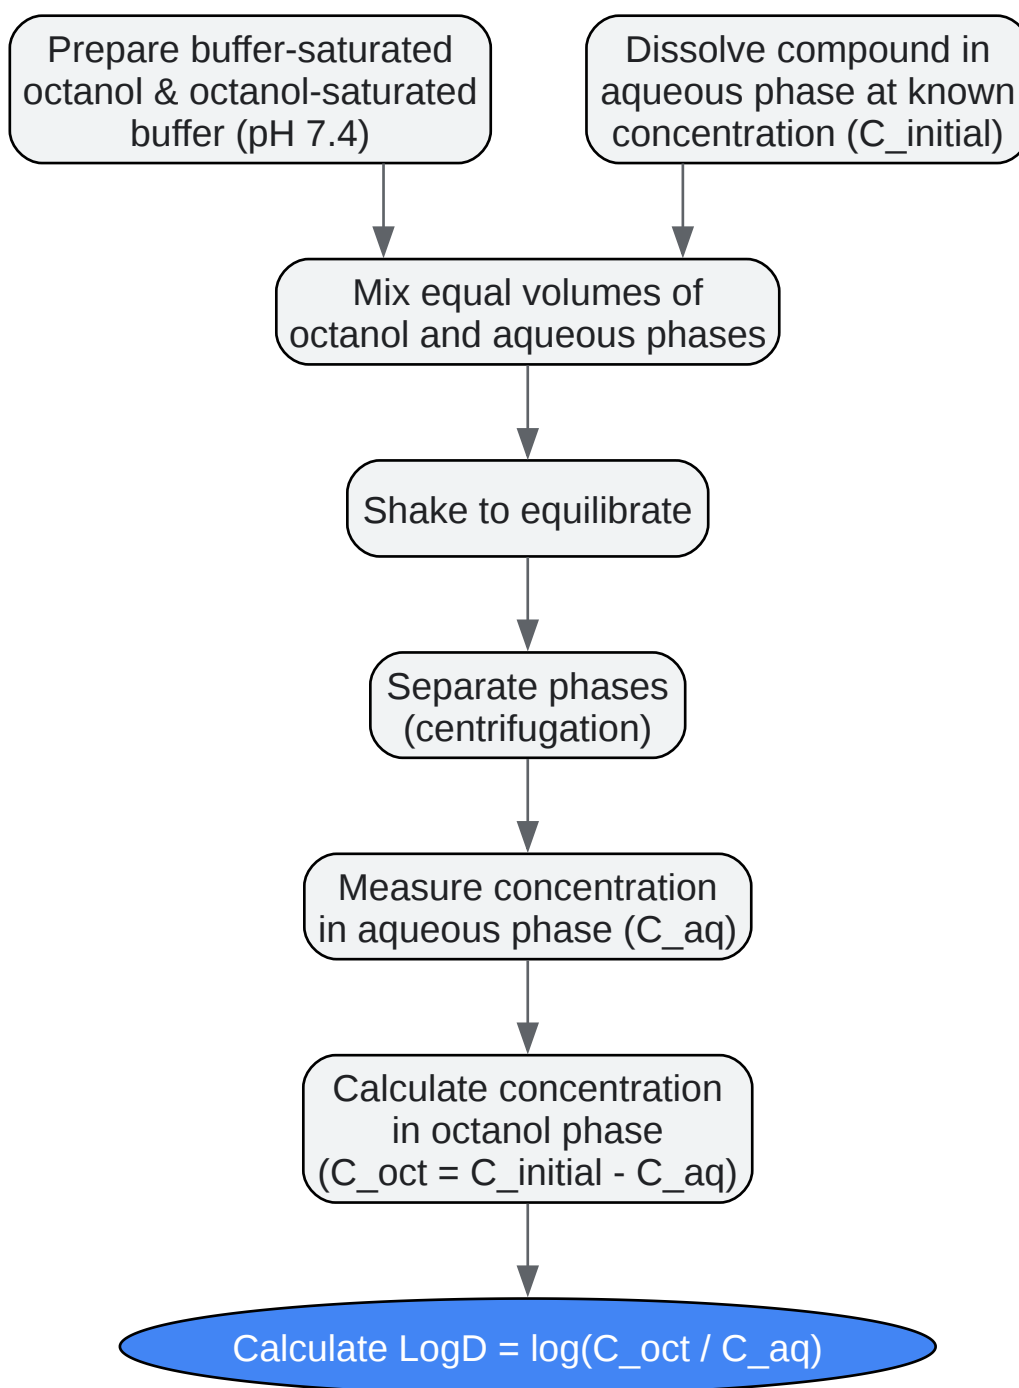 Prepare buffer-saturated
octanol & octanol-saturated
buffer (pH 7.4)
Dissolve compound in
aqueous phase at known
concentration (C_initial)
Mix equal volumes of
octanol and aqueous phases
Shake to equilibrate
Separate phases
(centrifugation)
Measure concentration
in aqueous phase (C_aq)
Calculate concentration
in octanol phase
(C_oct = C_initial - C_aq)
Calculate LogD = log(C_oct / C_aq)